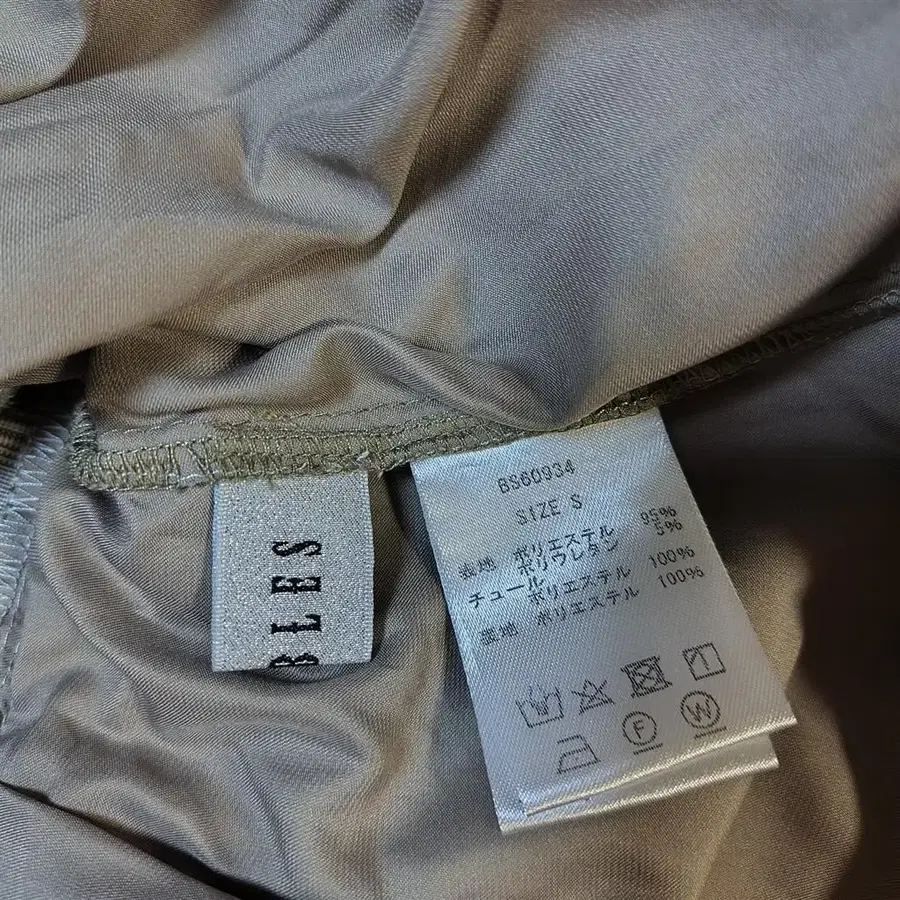 BLES
BS60934
SIZE S
表地 ポリエステル 95%
ポリウレタン 5%
チュール ポリエステル 100%
裏地 ポリエステル 100%
F
W